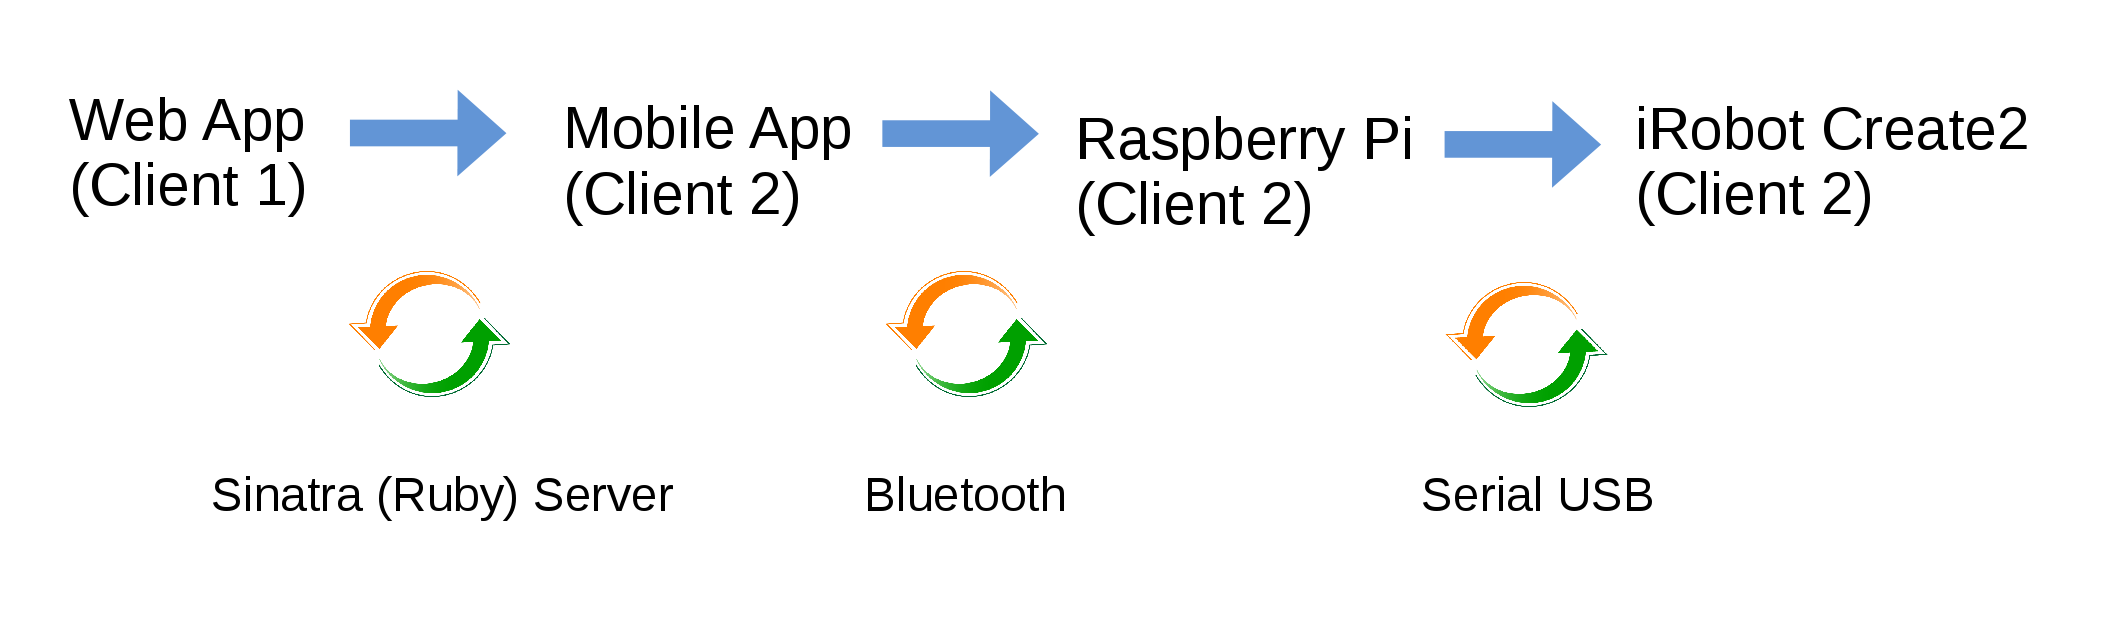 Web App
(Client 1)
Mobile App
(Client 2)
Raspberry Pi
(Client 2)
iRobot Create2
(Client 2)
Sinatra (Ruby) Server
Bluetooth
Serial USB